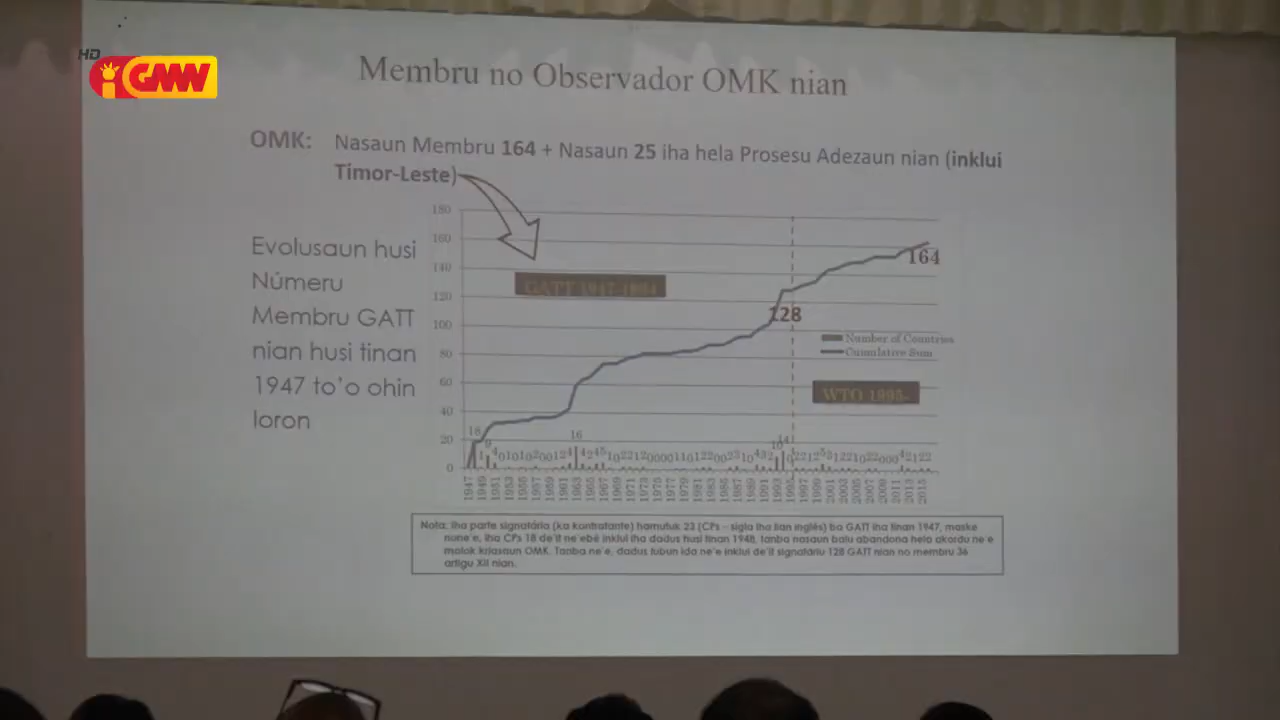 HD
GMN
Membru no Observador OMK nian
OMK: Nasaun Membru 164 + Nasaun 25 iha hela Prosesu Adezaun nian (inklui
Timor-Leste)
Evolusaun husi
Númeru
Membru GATT
nian husi tinan
1947 to'o ohin
loron
180
160
140
120
100
80
60
40
20
0
GATT 1947-1994
164
128
Number of Countries
Cumulative Sum
WTO 1995-
18
16
1947 1949 1951 1953 1955 1957 1959 1961 1963 1965 1967 1969 1971 1973 1975 1977 1979 1981 1983 1985 1987 1989 1991 1993 1995 1997 1999 2001 2003 2005 2007 2009 2011 2013 2015
Nota: Iha parte signatária (ka kontratante) hamutuk 23 (CPs – sigla iha lian inglés) ba GATT iha tinan 1947, maske
none'e, iha CPs 18 de'it ne'ebé inklui iha dadus husi tinan 1948, tanba nasaun balu abandona hela akordu ne'e
molok kriasaun OMK. Tanba ne'e, dadus lubun ida ne'e inklui de'it signatáriu 128 GATT nian no membru 36
artigu XII nian.